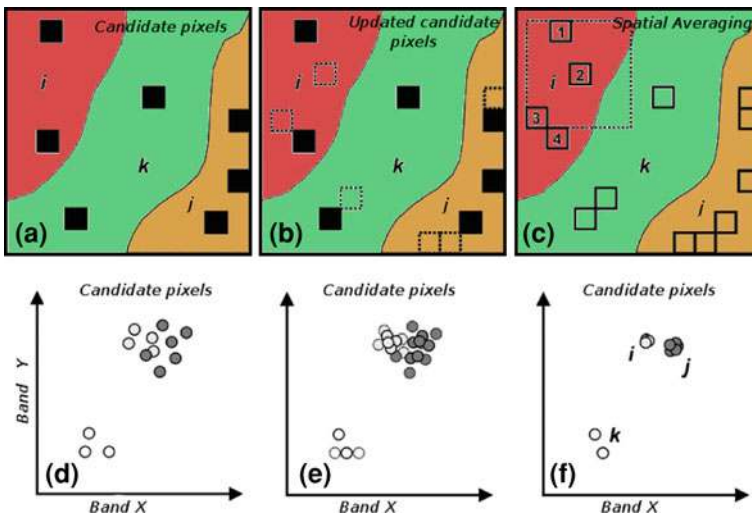 Candidate pixels
i
k
j
(a)
Updated candidate
pixels
i
k
j
(b)
Spatial Averaging
1
i
2
3
4
k
j
(c)
Candidate pixels
Band Y
(d)
Band X
Candidate pixels
(e)
Band X
Candidate pixels
i
j
k
(f)
Band X